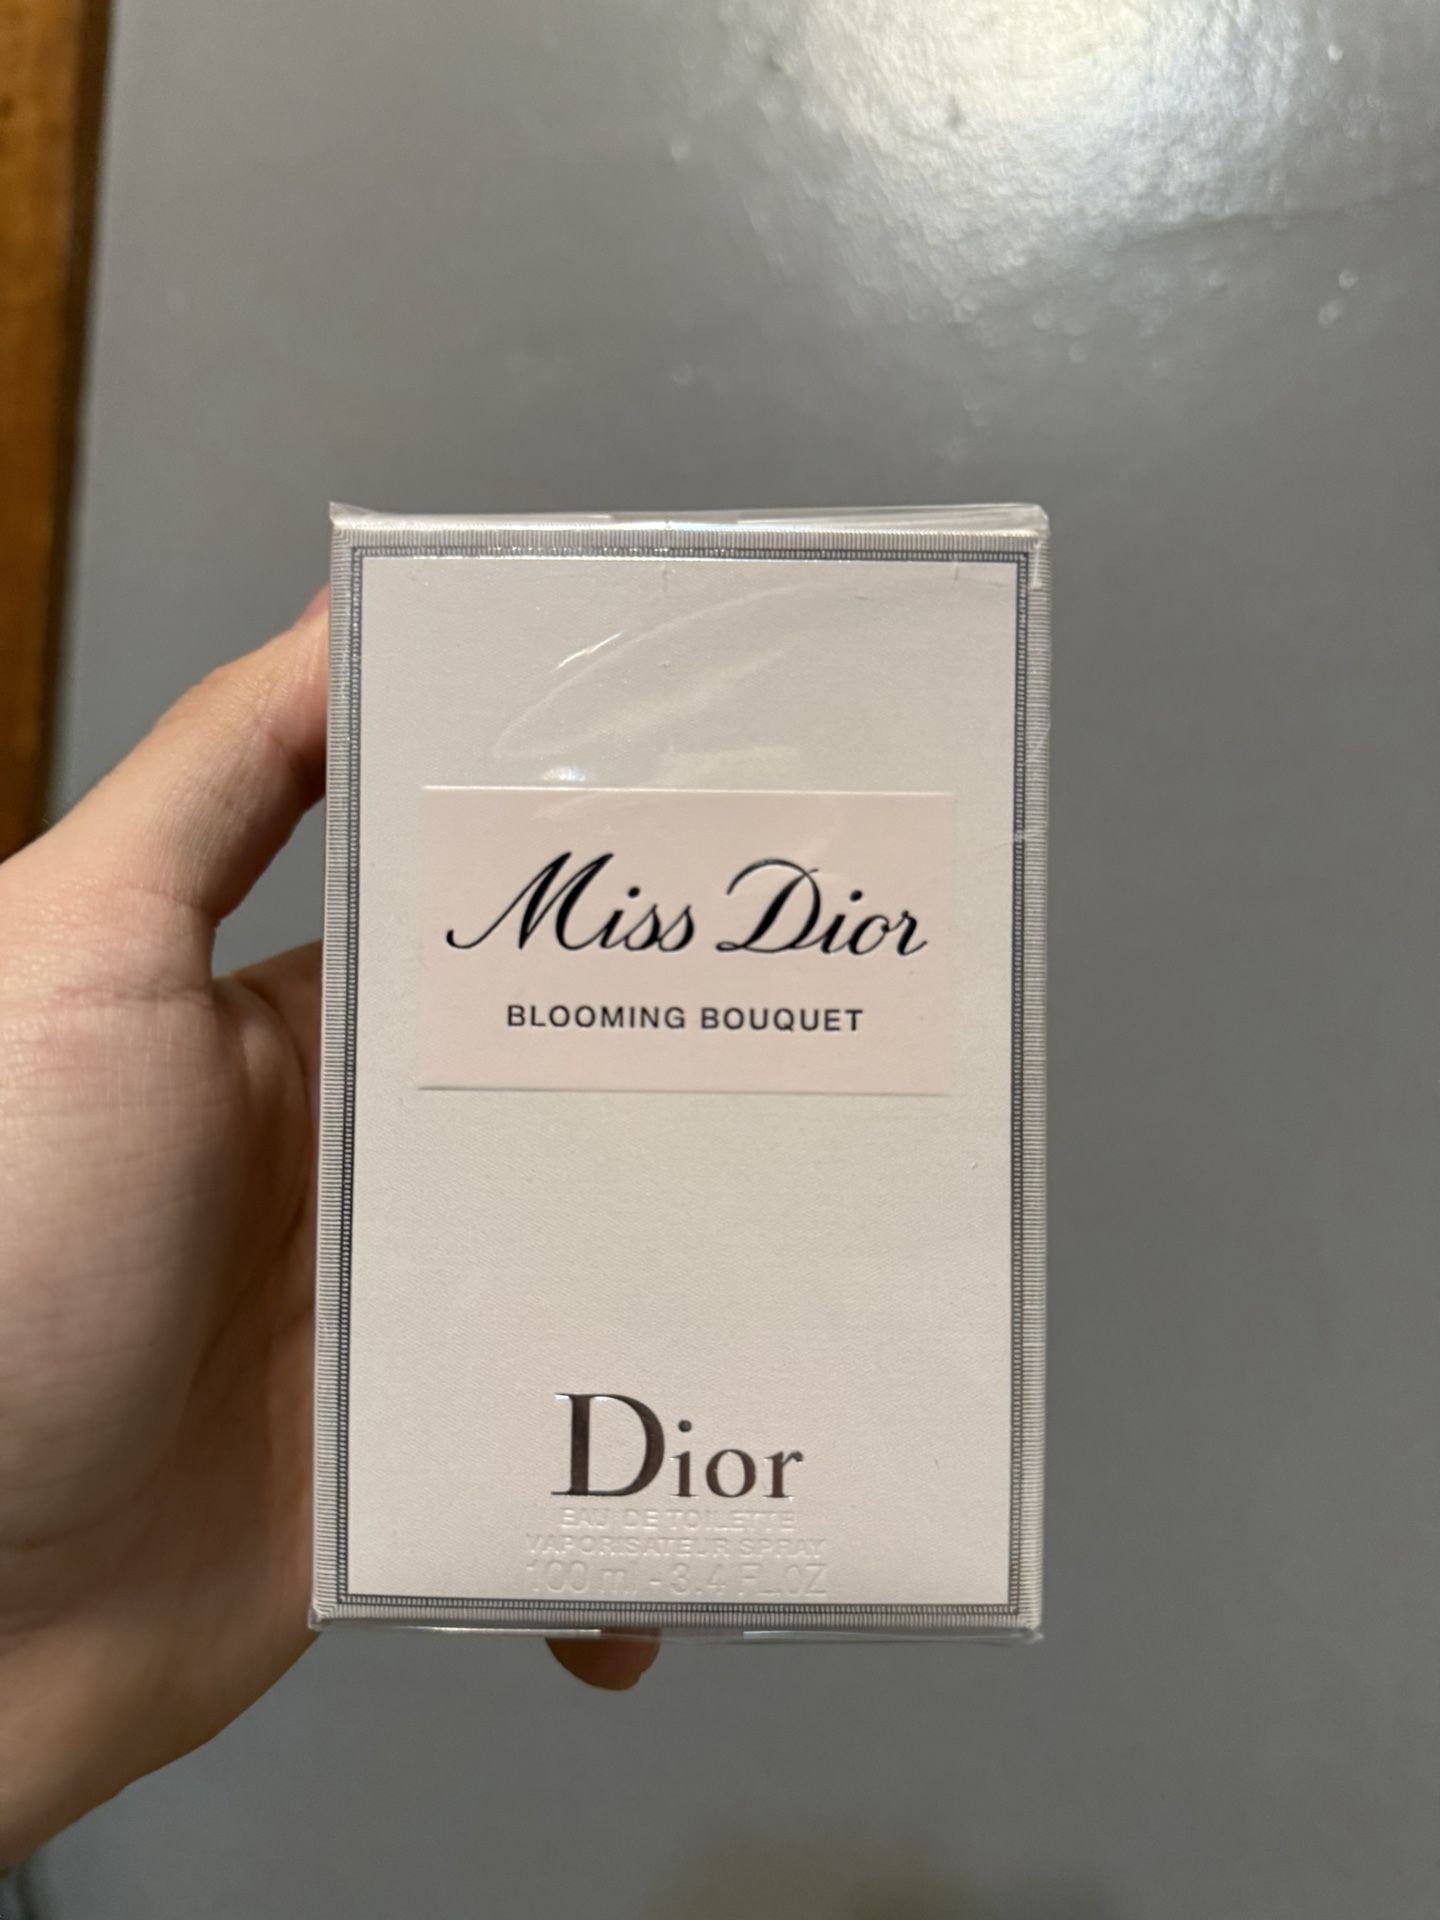 Miss Dior
BLOOMING BOUQUET
Dior
EAU DE TOILETTE
VAPORISATEUR SPRAY
100 ml - 3.4 FL.OZ